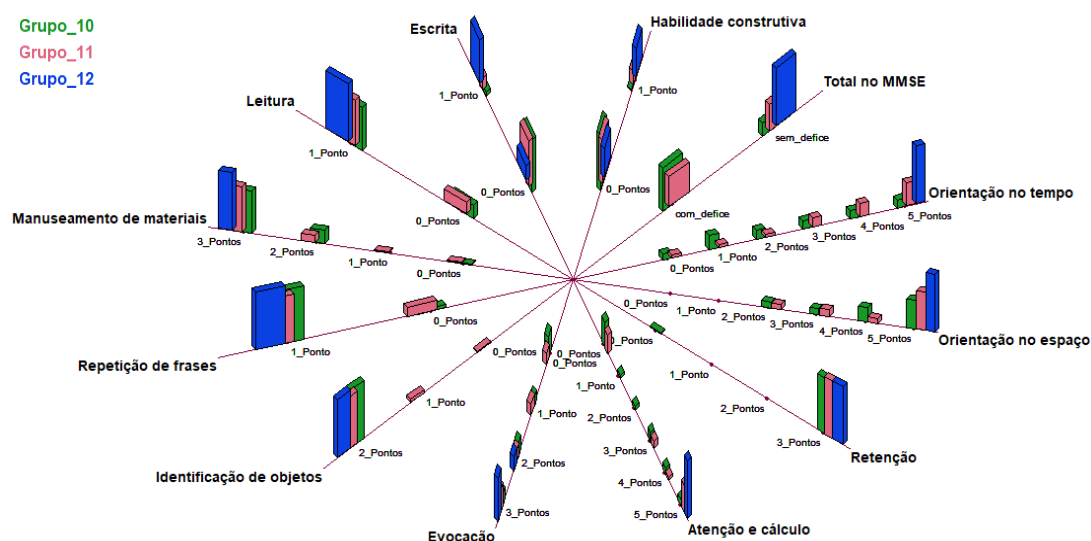 Grupo_10
Grupo_11
Grupo_12
Escrita
Habilidade construtiva
1_Ponto
1_Ponto
Total no MMSE
sem_defice
Leitura
1_Ponto
0_Pontos
0_Pontos
0_Pontos
com_defice
Orientação no tempo
5_Pontos
4_Pontos
3_Pontos
2_Pontos
1_Ponto
0_Pontos
Manuseamento de materiais
3_Pontos
2_Pontos
1_Ponto
0_Pontos
0_Pontos
1_Ponto
2_Pontos
3_Pontos
4_Pontos
5_Pontos
Orientação no espaço
Repetição de frases
1_Ponto
0_Pontos
0_Pontos
1_Ponto
2_Pontos
Identificação de objetos
0_Pontos
1_Ponto
2_Pontos
3_Pontos
Evocação
0_Pontos
1_Ponto
2_Pontos
3_Pontos
4_Pontos
5_Pontos
Atenção e cálculo
0_Pontos
1_Ponto
2_Pontos
3_Pontos
Retenção